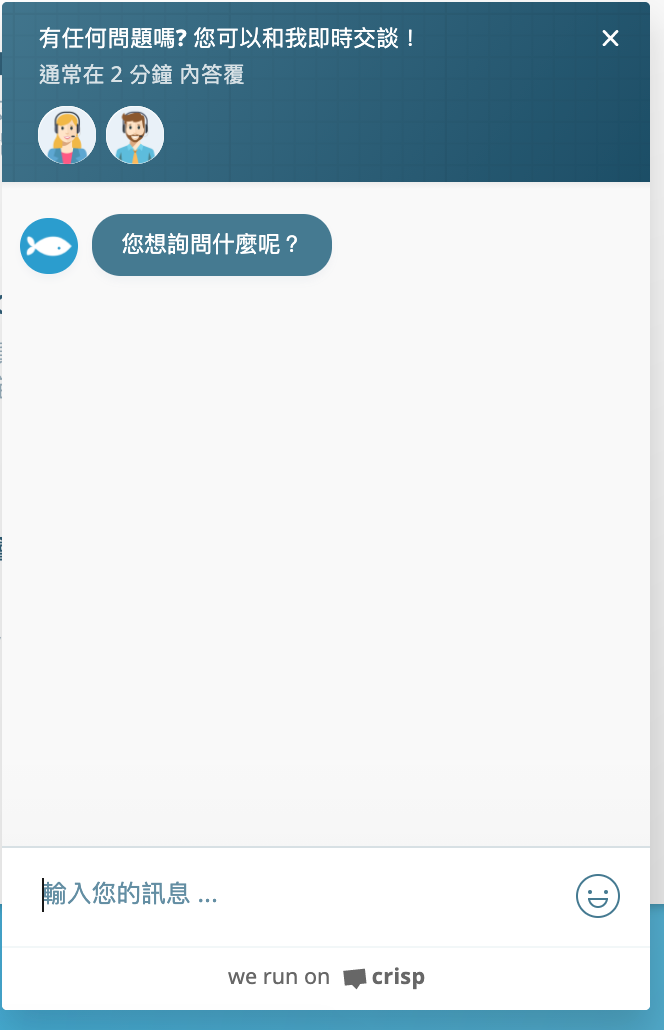 有任何問題嗎? 您可以和我即時交談！
通常在 2 分鐘 內答覆
您想詢問什麼呢？
輸入您的訊息 ...
we run on crisp